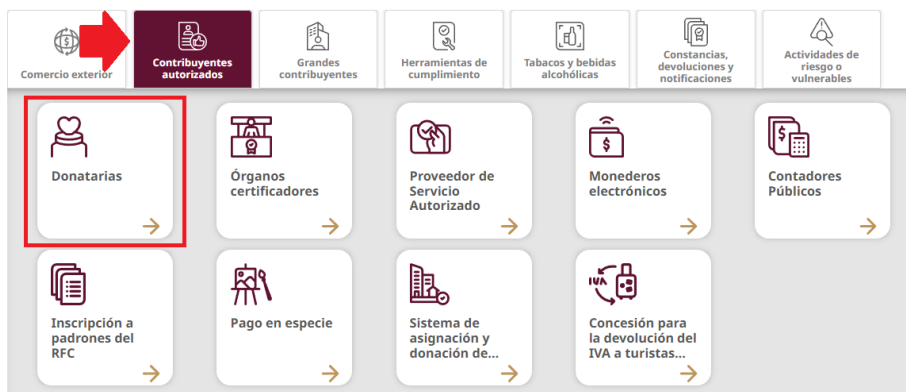 Comercio exterior
Contribuyentes
autorizados
Grandes
contribuyentes
Herramientas de
cumplimiento
Tabacos y bebidas
alcohólicas
Constancias,
devoluciones y
notificaciones
Actividades de
riesgo o
vulnerables
Donatarias
Órganos
certificadores
Proveedor de
Servicio
Autorizado
Monederos
electrónicos
Contadores
Públicos
Inscripción a
padrones del
RFC
Pago en especie
Sistema de
asignación y
donación de...
IVA
Concesión para
la devolución del
IVA a turistas...